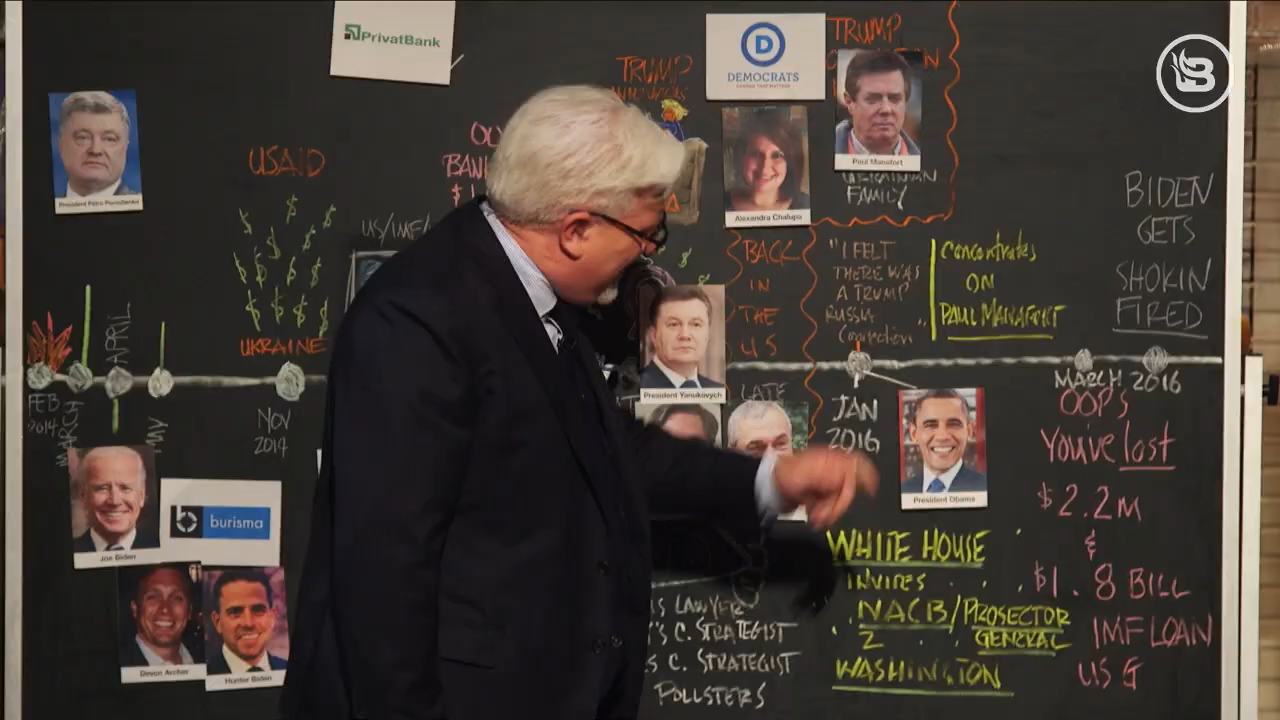 PrivatBank
President Petro Poroshenko
USAID
$ $ $
$ $ $ $
$ $ $ $
UKRAINE
US/IMF/
BANK
$1
TRUMP
D
DEMOCRATS
Alexandra Chalupa
TRUMP
Paul Manafort
UKRAINIAN
FAMILY
BACK
IN
THE
US
"I FELT
THERE WAS
A TRUMP
RUSSIA
Connection"
Concentrates
ON
PAUL MANAFORT
BIDEN
GETS
SHOKIN
FIRED
President Yanukovych
FEB
2014
MARCH
APRIL
MAY
NOV
2014
LATE
JAN
2016
President Obama
MARCH 2016
OOPS
You've lost
$2.2M
&
$1.8 BILL
IMF LOAN
US G
Joe Biden
b burisma
Devon Archer
Hunter Biden
WHITE HOUSE
INVITES
NACB/PROSECTOR
2 GENERAL
WASHINGTON
S LAWYER
'S C. STRATEGIST
S C. STRATEGIST
POLLSTERS